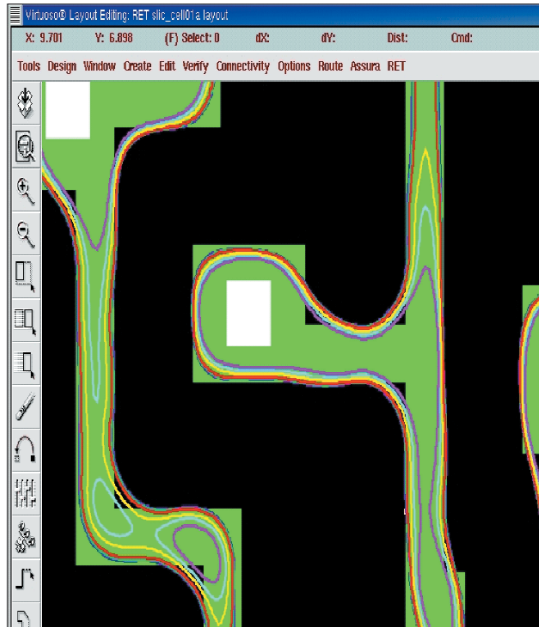 Virtuoso® Layout Editing: RET slic_cell01a layout
X: 9.701 Y: 6.898 (F) Select: 0 dX: dY: Dist: Cmd:
Tools Design Window Create Edit Verify Connectivity Options Route Assura RET